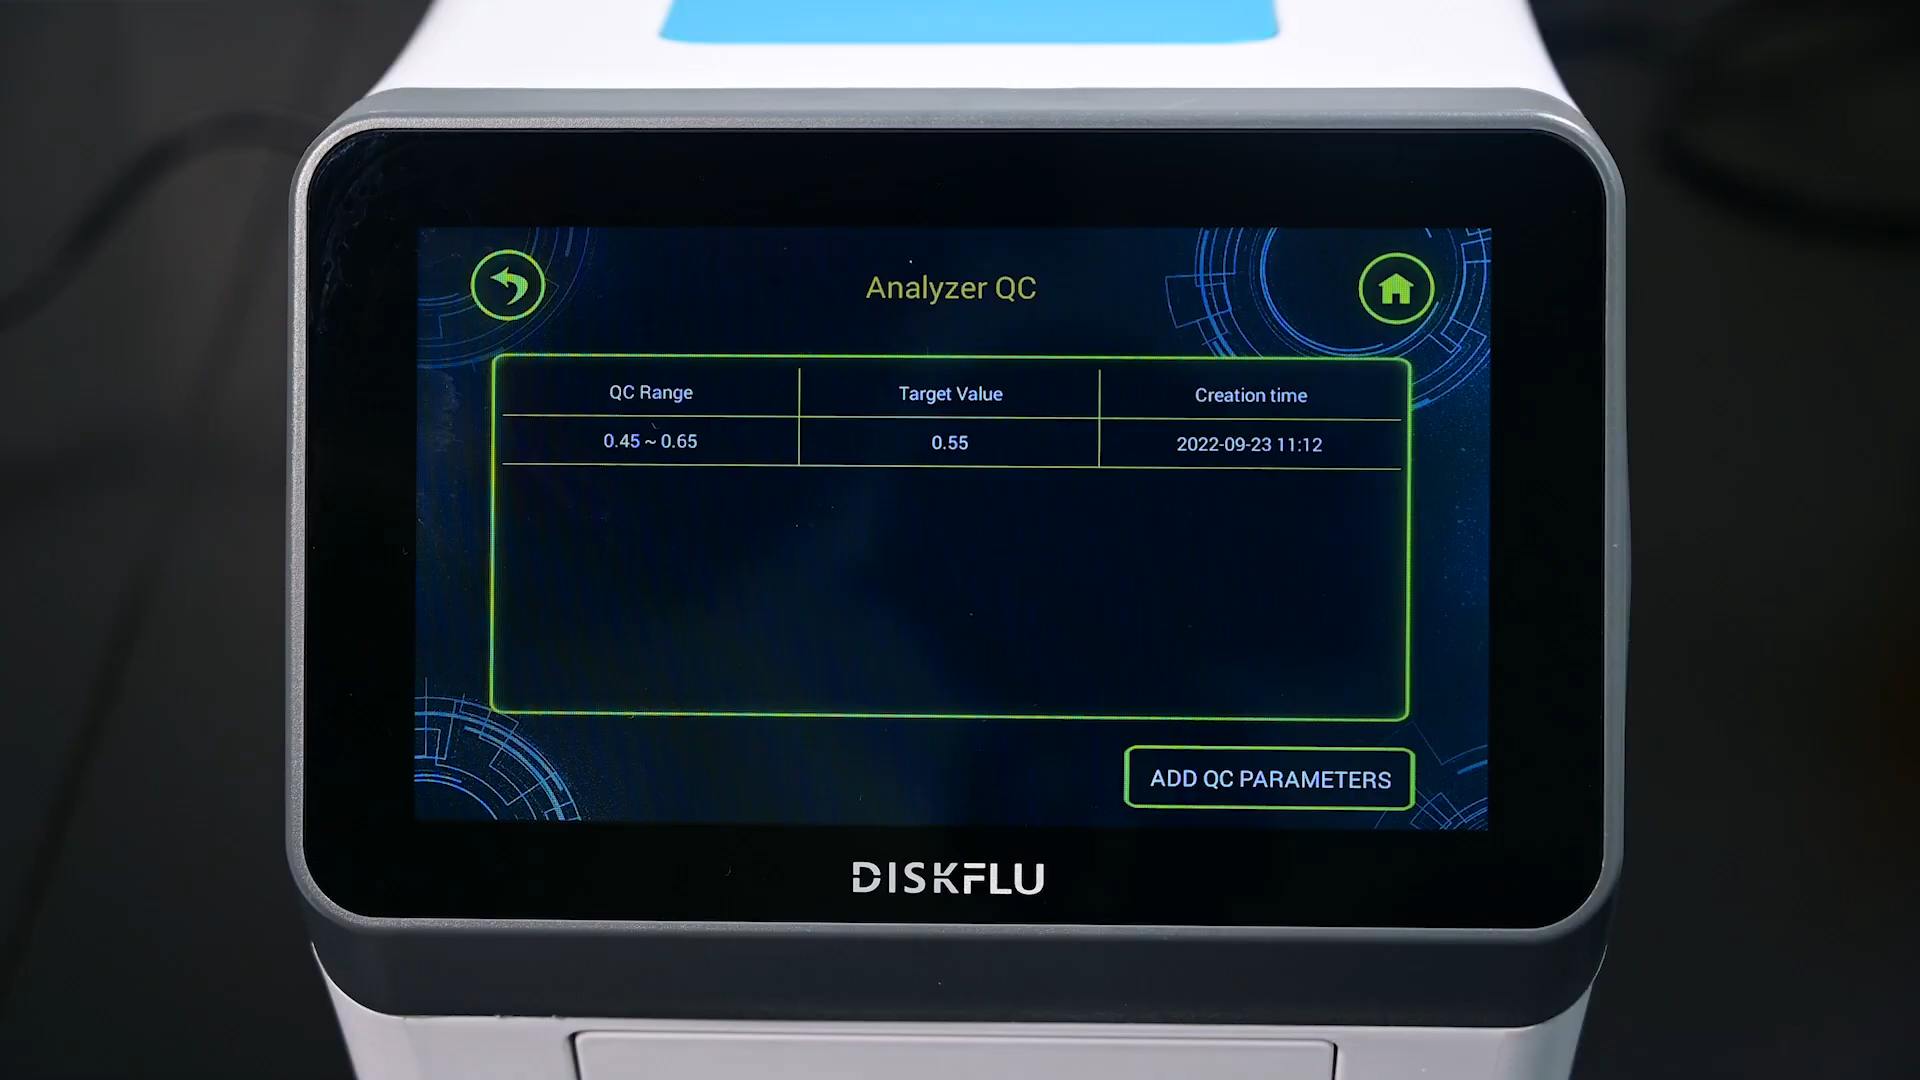 Analyzer QC
QC Range Target Value Creation time
0.45 ~ 0.65 0.55 2022-09-23 11:12
ADD QC PARAMETERS
DISKFLU